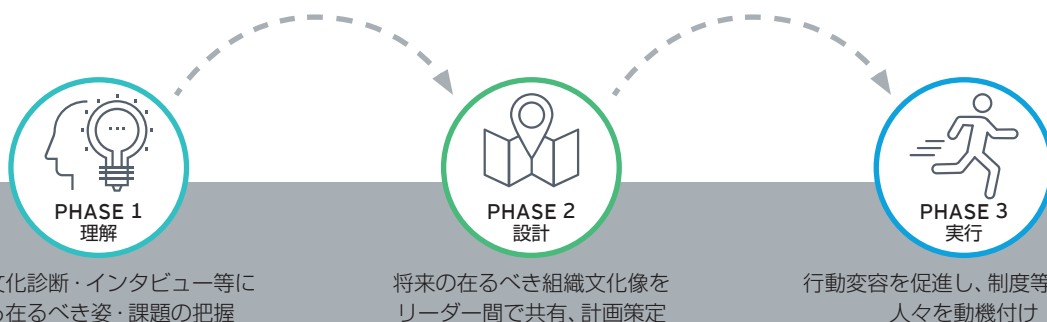 PHASE 1
理解
PHASE 2
設計
PHASE 3
実行
文化診断・インタビュー等に
在るべき姿・課題の把握
将来の在るべき組織文化像を
リーダー間で共有、計画策定
行動変容を促進し、制度等
人々を動機付け